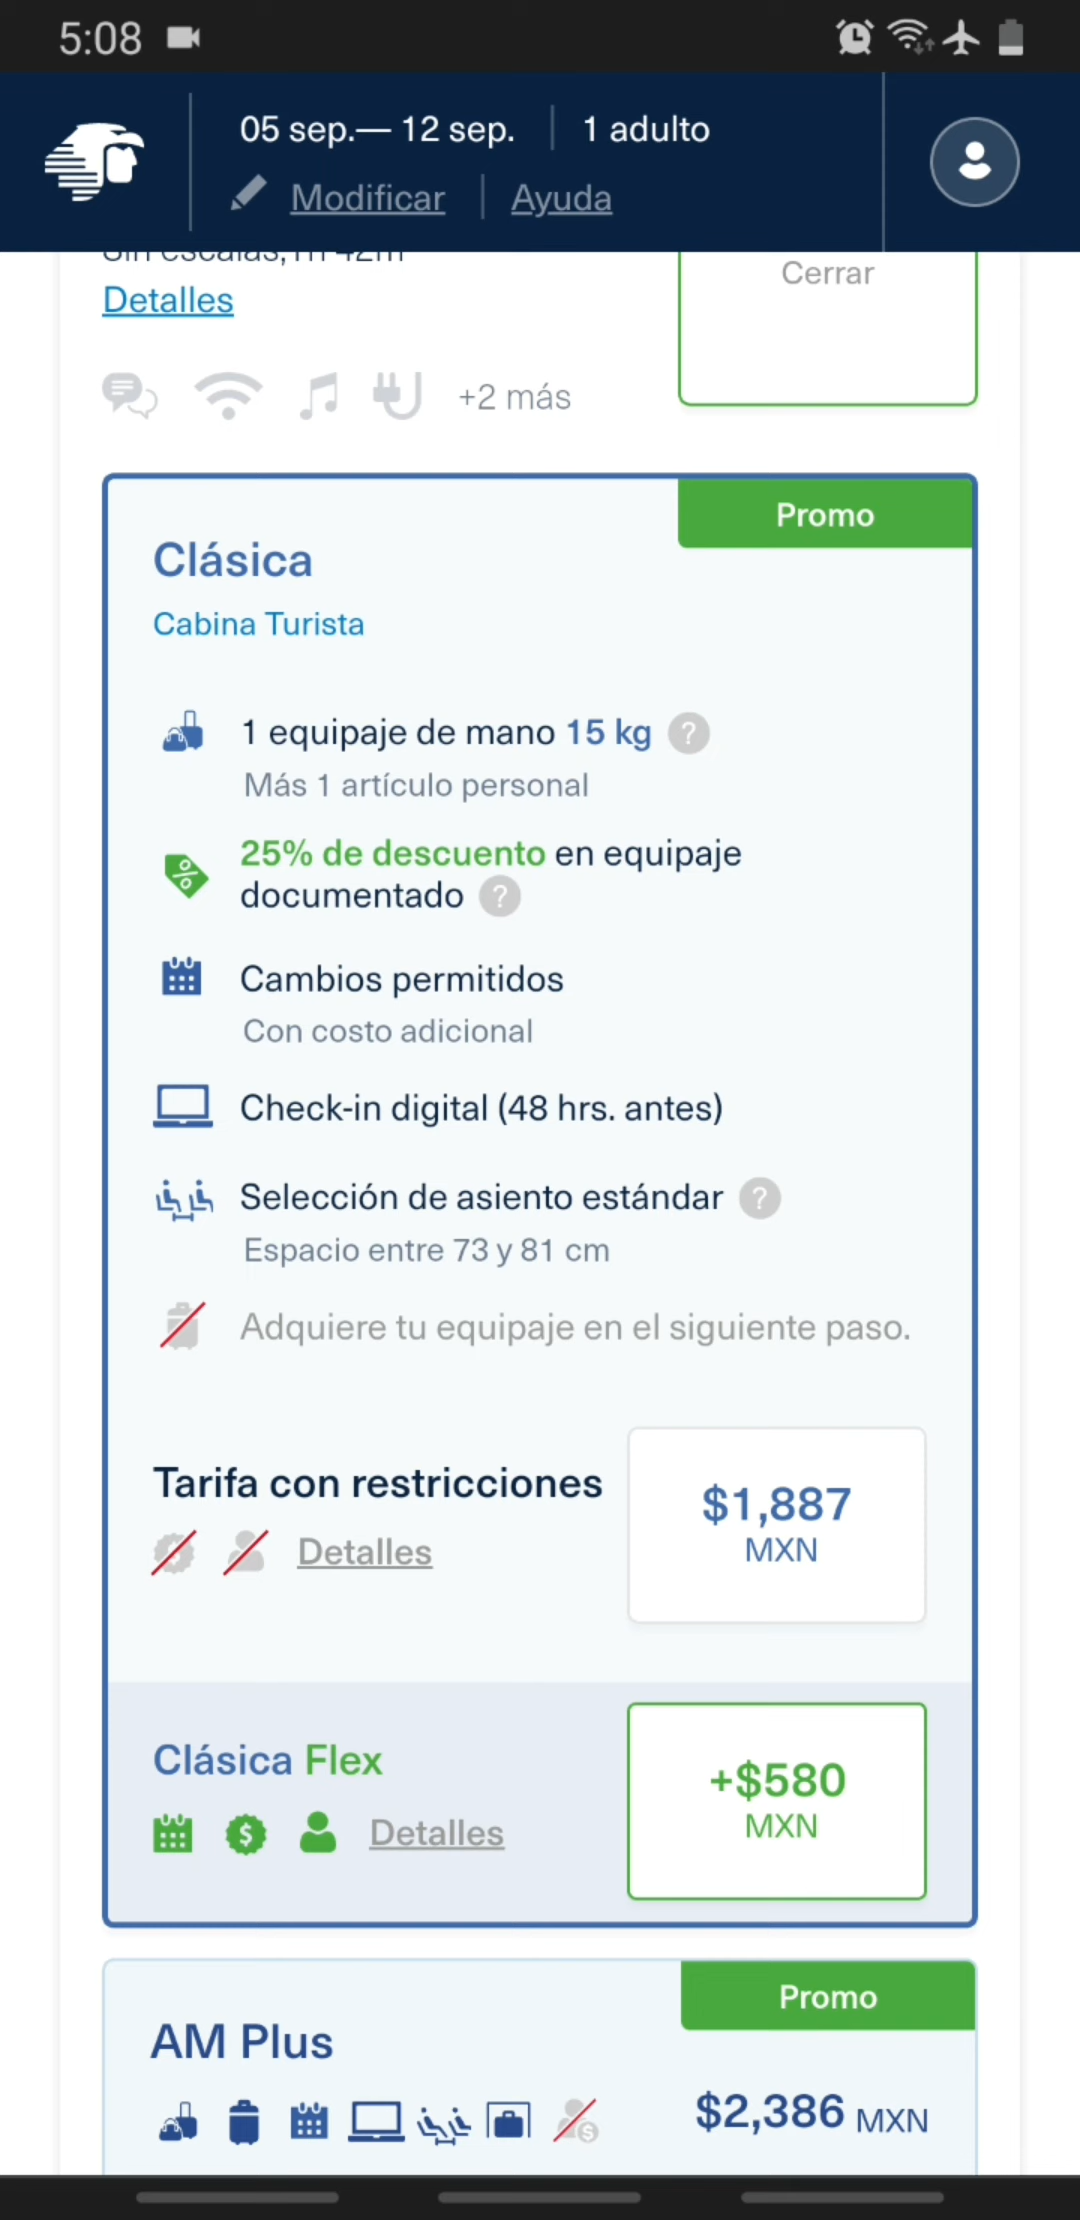 5:08
05 sep.— 12 sep.
1 adulto
Modificar
Ayuda
Sin escalas, 1h 42m
Cerrar
Detalles
+2 más
Promo
Clásica
Cabina Turista
1 equipaje de mano 15 kg ?
Más 1 artículo personal
25% de descuento en equipaje
documentado ?
Cambios permitidos
Con costo adicional
Check-in digital (48 hrs. antes)
Selección de asiento estándar ?
Espacio entre 73 y 81 cm
Adquiere tu equipaje en el siguiente paso.
Tarifa con restricciones
Detalles
$1,887
MXN
Clásica Flex
Detalles
+$580
MXN
Promo
AM Plus
$2,386 MXN